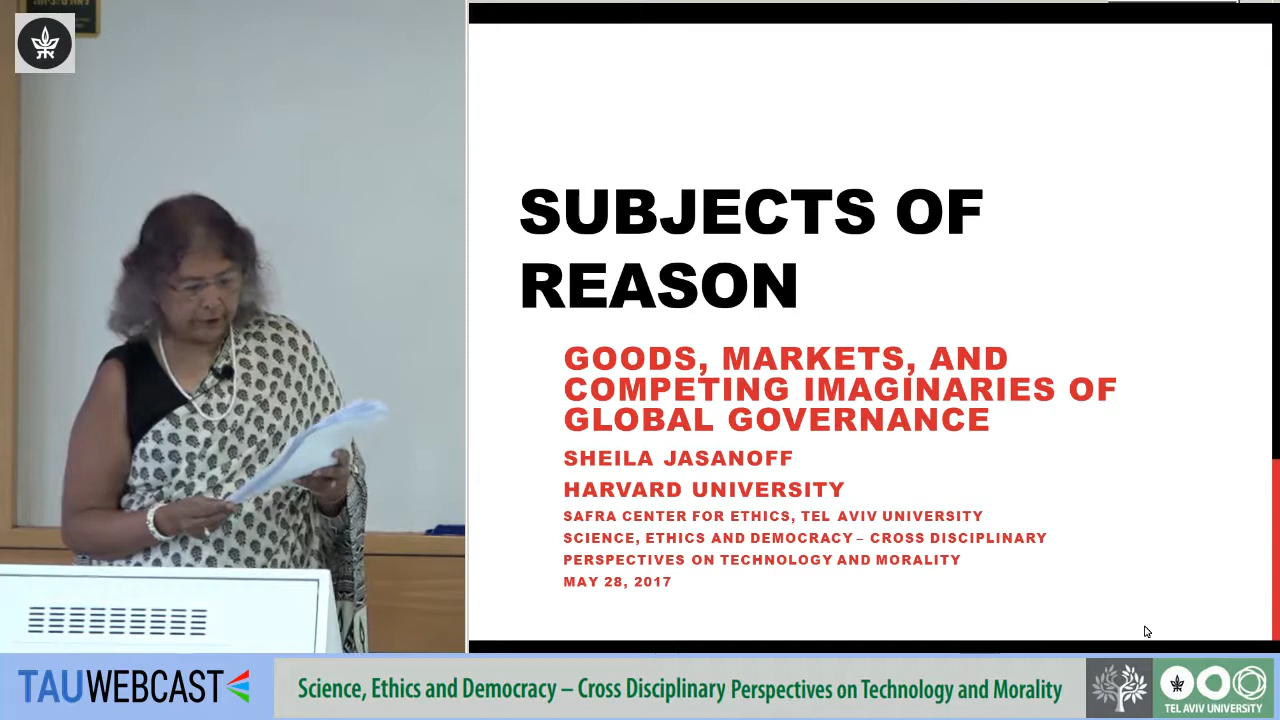 SUBJECTS OF
REASON
GOODS, MARKETS, AND
COMPETING IMAGINARIES OF
GLOBAL GOVERNANCE
SHEILA JASANOFF
HARVARD UNIVERSITY
SAFRA CENTER FOR ETHICS, TEL AVIV UNIVERSITY
SCIENCE, ETHICS AND DEMOCRACY – CROSS DISCIPLINARY
PERSPECTIVES ON TECHNOLOGY AND MORALITY
MAY 28, 2017
TAUWEBCAST
Science, Ethics and Democracy – Cross Disciplinary Perspectives on Technology and Morality
TEL AVIV UNIVERSITY